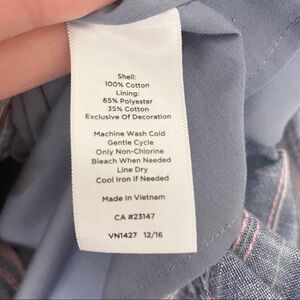 Shell:
100% Cotton
Lining:
65% Polyester
35% Cotton
Exclusive Of Decoration
Machine Wash Cold
Gentle Cycle
Only Non-Chlorine
Bleach When Needed
Line Dry
Cool Iron if Needed
Made in Vietnam
CA #23147
VN1427 12/16